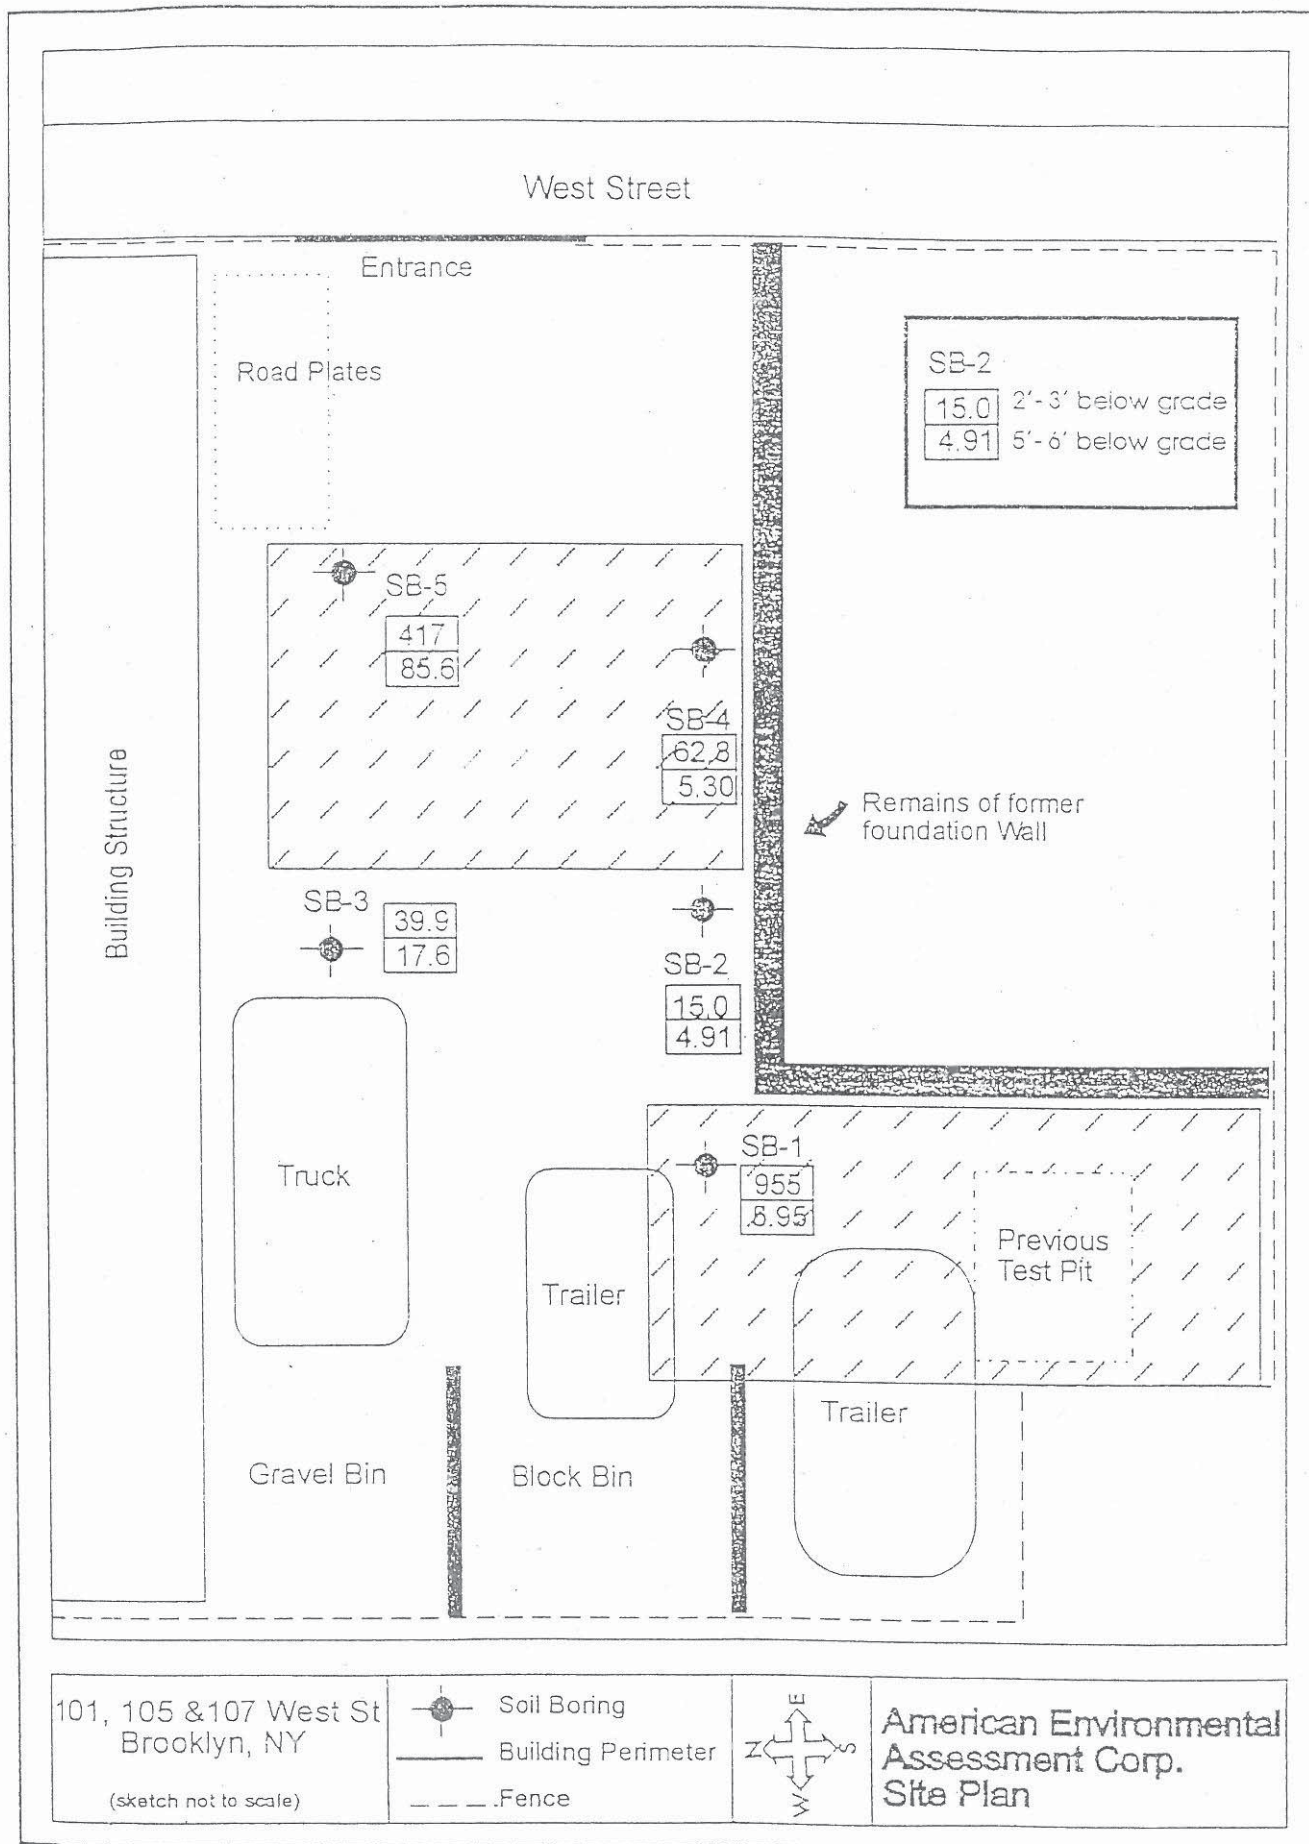 West Street
Entrance
Road Plates
SB-2
15.0 2'-3' below grade
4.91 5'-6' below grade
SB-5
417
85.6
SB-4
62.8
5.30
Building Structure
Remains of former
foundation Wall
SB-3
39.9
17.6
SB-2
15.0
4.91
SB-1
955
Truck
Previous
Test Pit
Trailer
Trailer
Gravel Bin
Block Bin
101, 105 &107 West St
Brooklyn, NY
(sketch not to scale)
Soil Boring
Building Perimeter
Fence
E
N
S
W
American Environmental
Assessment Corp.
Site Plan